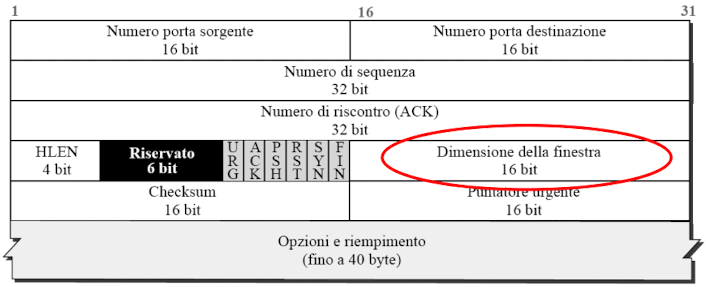 1 16 31
Numero porta sorgente
16 bit
Numero porta destinazione
16 bit
Numero di sequenza
32 bit
Numero di riscontro (ACK)
32 bit
HLEN
4 bit
Riservato
6 bit
URG
ACK
PSH
RST
SYN
FIN
Dimensione della finestra
16 bit
Checksum
16 bit
Puntatore urgente
16 bit
Opzioni e riempimento
(fino a 40 byte)